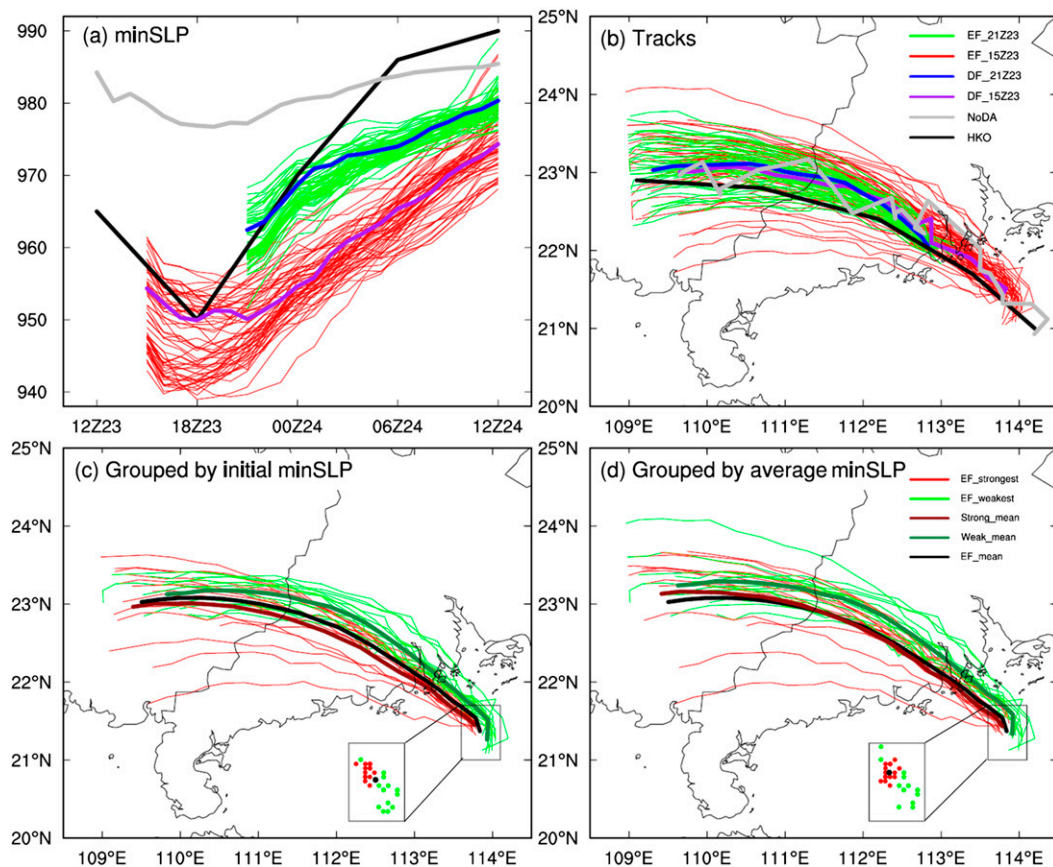 (a) minSLP
990
980
970
960
950
940
12Z23 18Z23 00Z24 06Z24 12Z24
(b) Tracks
25°N
24°N
23°N
22°N
21°N
20°N
109°E 110°E 111°E 112°E 113°E 114°E
EF_21Z23
EF_15Z23
DF_21Z23
DF_15Z23
NoDA
HKO
(c) Grouped by initial minSLP
25°N
24°N
23°N
22°N
21°N
20°N
109°E 110°E 111°E 112°E 113°E 114°E
(d) Grouped by average minSLP
25°N
24°N
23°N
22°N
21°N
20°N
109°E 110°E 111°E 112°E 113°E 114°E
EF_strongest
EF_weakest
Strong_mean
Weak_mean
EF_mean